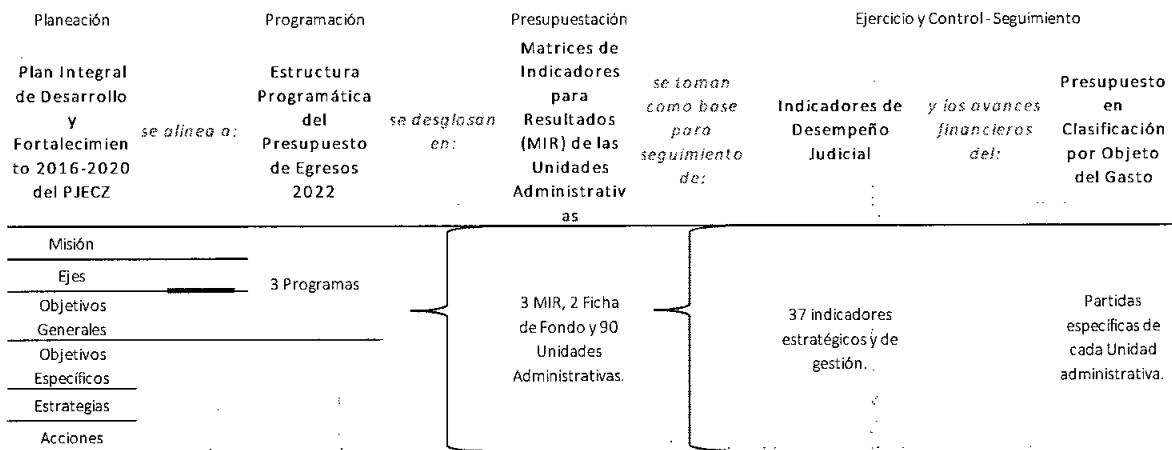 Planeación
Programación
Presupuestación
Ejercicio y Control - Seguimiento
Plan Integral
de Desarrollo
y
Fortalecimien
to 2016-2020
del PJECZ
se alinea a:
Estructura
Programática
del
Presupuesto
de Egresos
2022
se desglosan
en:
Matrices de
Indicadores
para
Resultados
(MIR) de las
Unidades
Administrativ
as
se toman
como base
para
seguimiento
de:
Indicadores de
Desempeño
Judicial
y los avances
financieros
del:
Presupuesto
en
Clasificación
por Objeto
del Gasto
Misión
Ejes
Objetivos
Generales
Objetivos
Específicos
Estrategias
Acciones
3 Programas
3 MIR, 2 Ficha
de Fondo y 90
Unidades
Administrativas.
37 indicadores
estratégicos y de
gestión.
Partidas
específicas de
cada Unidad
administrativa.